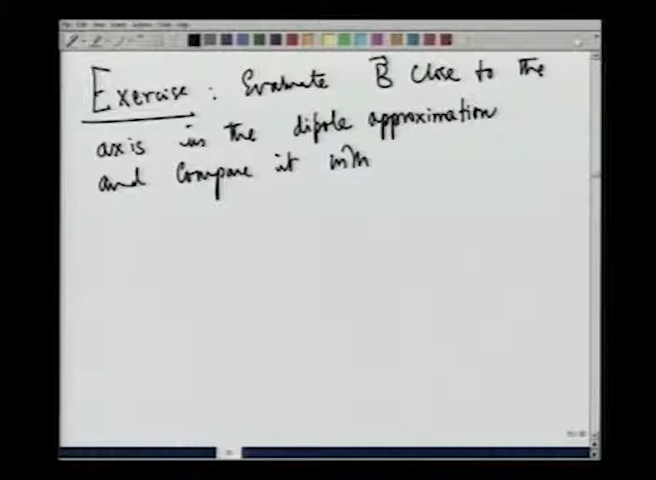 Exercise : Evaluate B⃗ close to the
axis in the dipole approximation
and compare it with